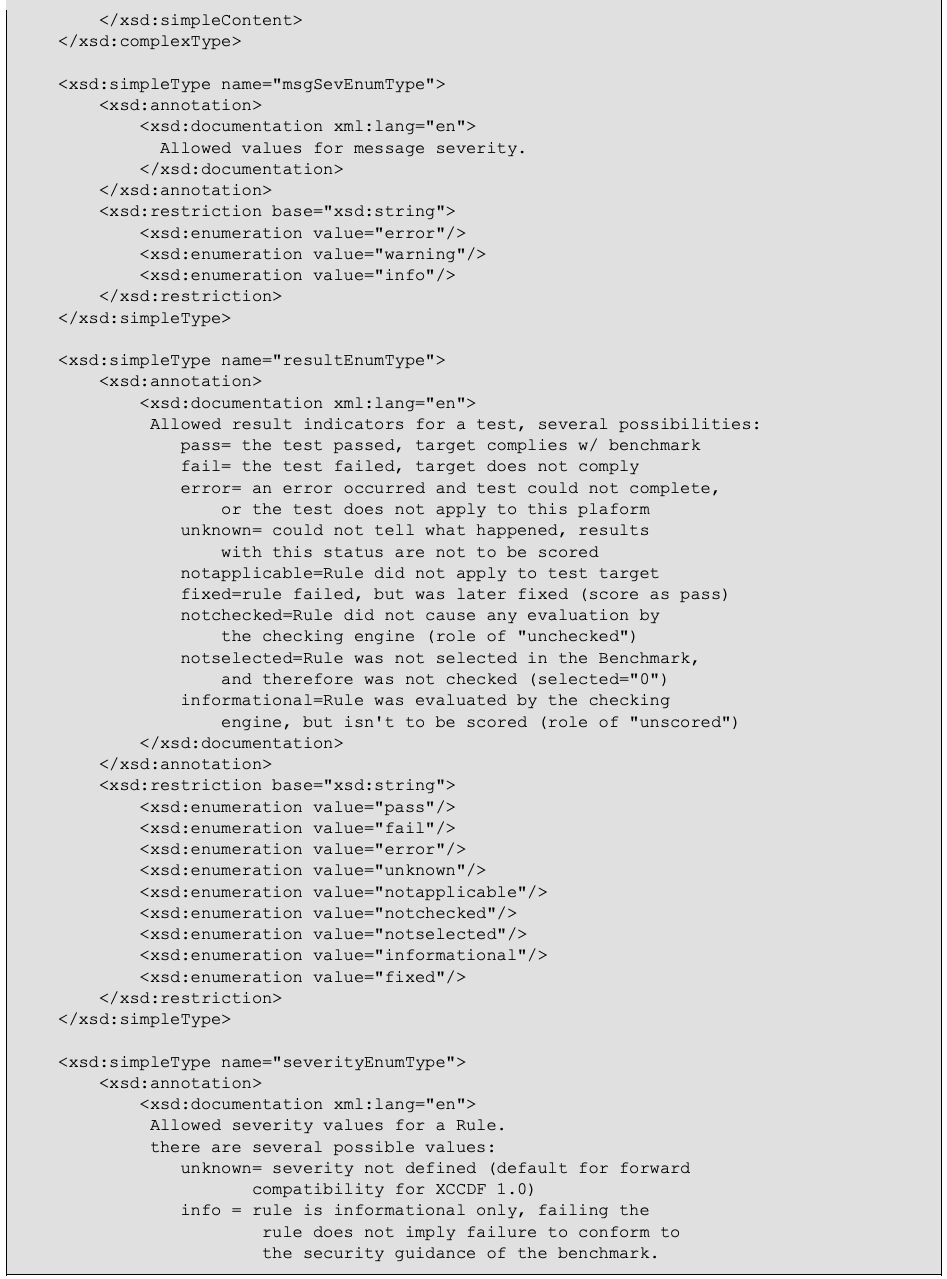 </xsd:simpleContent>
    </xsd:complexType>

    <xsd:simpleType name="msgSevEnumType">
        <xsd:annotation>
            <xsd:documentation xml:lang="en">
              Allowed values for message severity.
            </xsd:documentation>
        </xsd:annotation>
        <xsd:restriction base="xsd:string">
            <xsd:enumeration value="error"/>
            <xsd:enumeration value="warning"/>
            <xsd:enumeration value="info"/>
        </xsd:restriction>
    </xsd:simpleType>

    <xsd:simpleType name="resultEnumType">
        <xsd:annotation>
            <xsd:documentation xml:lang="en">
             Allowed result indicators for a test, several possibilities:
                pass= the test passed, target complies w/ benchmark
                fail= the test failed, target does not comply
                error= an error occurred and test could not complete,
                    or the test does not apply to this plaform
                unknown= could not tell what happened, results
                    with this status are not to be scored
                notapplicable=Rule did not apply to test target
                fixed=rule failed, but was later fixed (score as pass)
                notchecked=Rule did not cause any evaluation by
                    the checking engine (role of "unchecked")
                notselected=Rule was not selected in the Benchmark,
                    and therefore was not checked (selected="0")
                informational=Rule was evaluated by the checking
                    engine, but isn't to be scored (role of "unscored")
            </xsd:documentation>
        </xsd:annotation>
        <xsd:restriction base="xsd:string">
            <xsd:enumeration value="pass"/>
            <xsd:enumeration value="fail"/>
            <xsd:enumeration value="error"/>
            <xsd:enumeration value="unknown"/>
            <xsd:enumeration value="notapplicable"/>
            <xsd:enumeration value="notchecked"/>
            <xsd:enumeration value="notselected"/>
            <xsd:enumeration value="informational"/>
            <xsd:enumeration value="fixed"/>
        </xsd:restriction>
    </xsd:simpleType>

    <xsd:simpleType name="severityEnumType">
        <xsd:annotation>
            <xsd:documentation xml:lang="en">
             Allowed severity values for a Rule.
             there are several possible values:
                unknown= severity not defined (default for forward
                       compatibility for XCCDF 1.0)
                info = rule is informational only, failing the
                        rule does not imply failure to conform to
                        the security guidance of the benchmark.